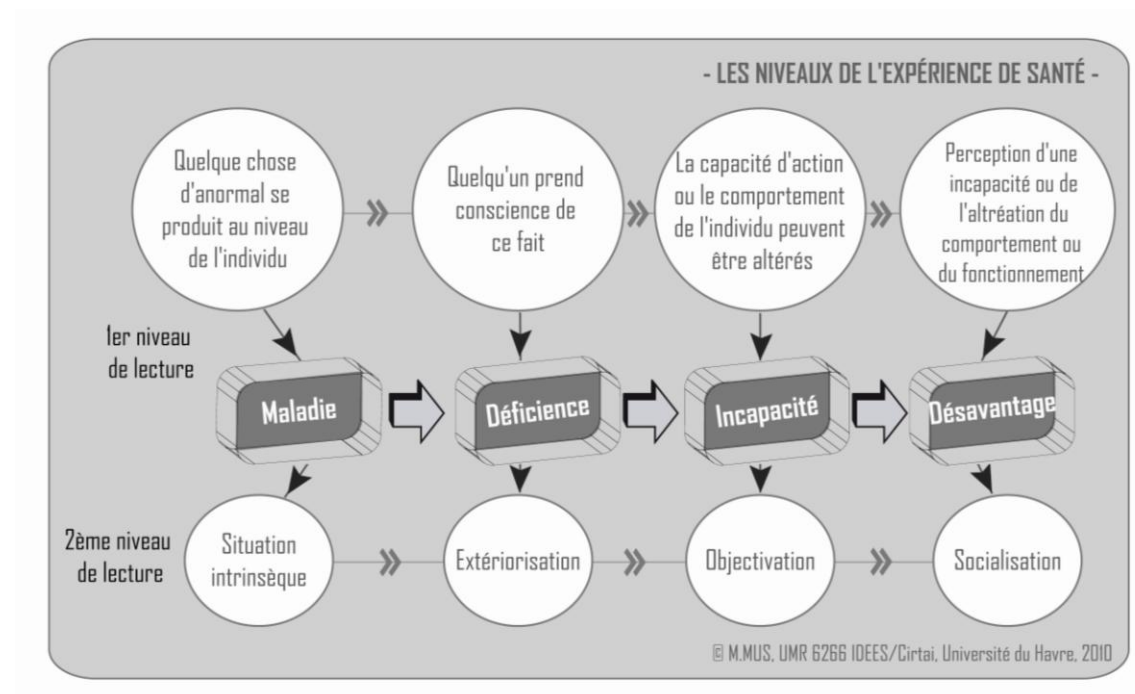 - LES NIVEAUX DE L'EXPÉRIENCE DE SANTÉ -
Quelque chose
d'anormal se
produit au niveau
de l'individu
Quelqu'un prend
conscience de
ce fait
La capacité d'action
ou le comportement
de l'individu peuvent
être altérés
Perception d'une
incapacité ou de
l'altréation du
comportement ou
du fonctionnement
1er niveau
de lecture
Maladie
Déficience
Incapacité
Désavantage
2ème niveau
de lecture
Situation
intrinsèque
Extériorisation
Objectivation
Socialisation
© M.MUS, UMR 6266 IDEES/Cirtai, Université du Havre, 2010